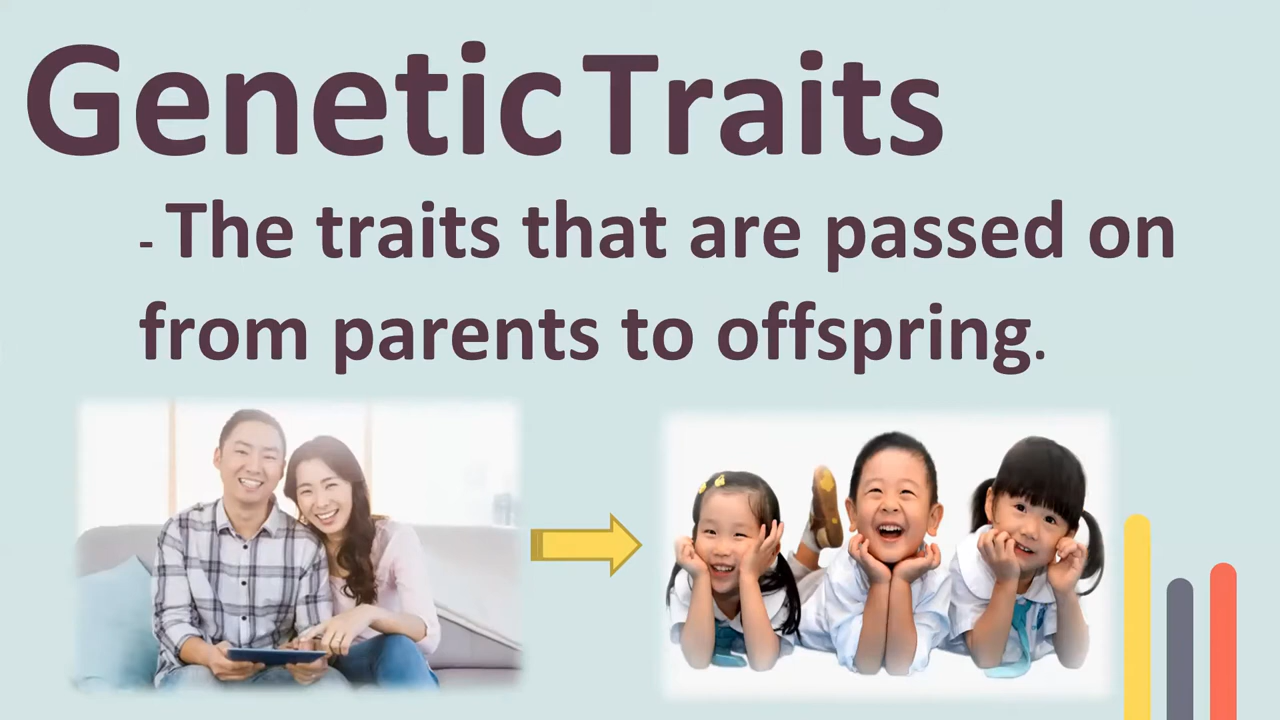 Genetic Traits
- The traits that are passed on
from parents to offspring.